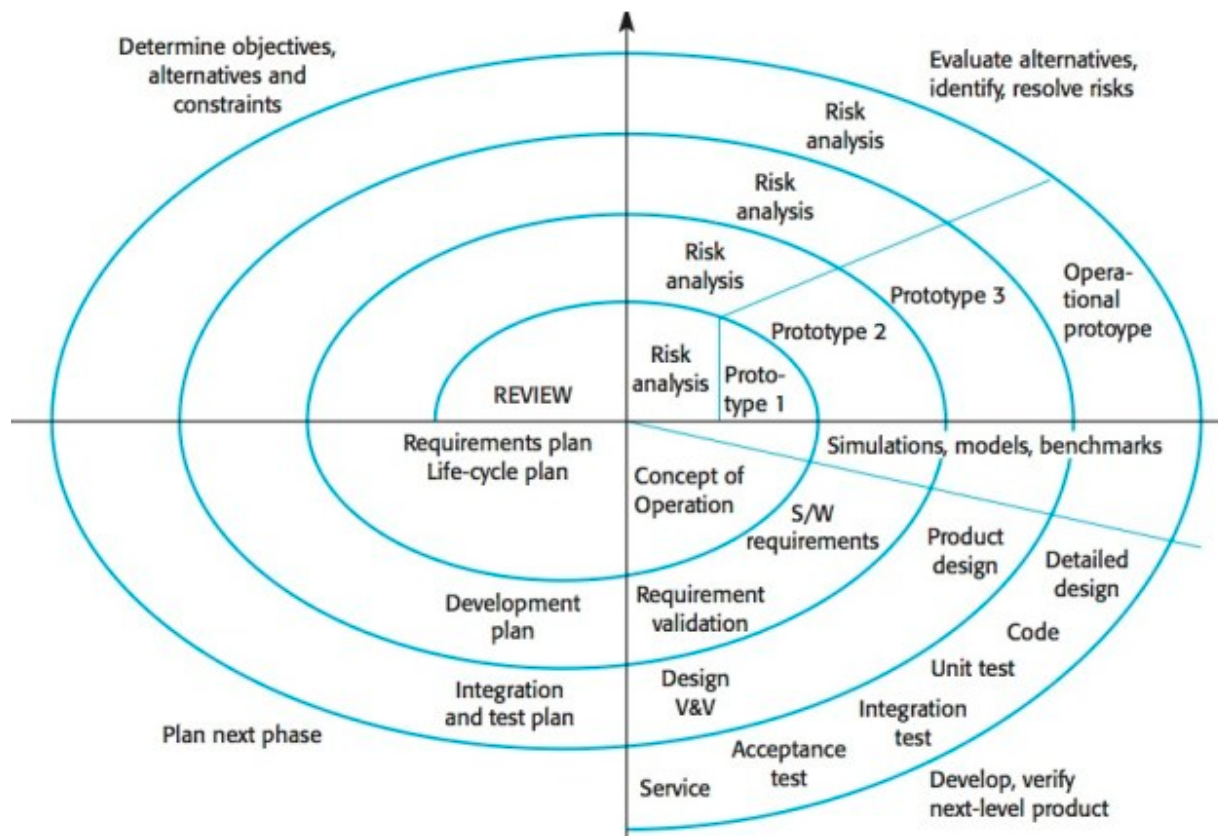 Determine objectives,
alternatives and
constraints
Evaluate alternatives,
identify, resolve risks
Risk
analysis
Risk
analysis
Risk
analysis
Risk
analysis
Proto-
type 1
Prototype 2
Prototype 3
Opera-
tional
protoype
REVIEW
Requirements plan
Life-cycle plan
Development
plan
Integration
and test plan
Plan next phase
Simulations, models, benchmarks
Concept of
Operation
S/W
requirements
Requirement
validation
Product
design
Design
V&V
Detailed
design
Code
Unit test
Integration
test
Acceptance
test
Service
Develop, verify
next-level product